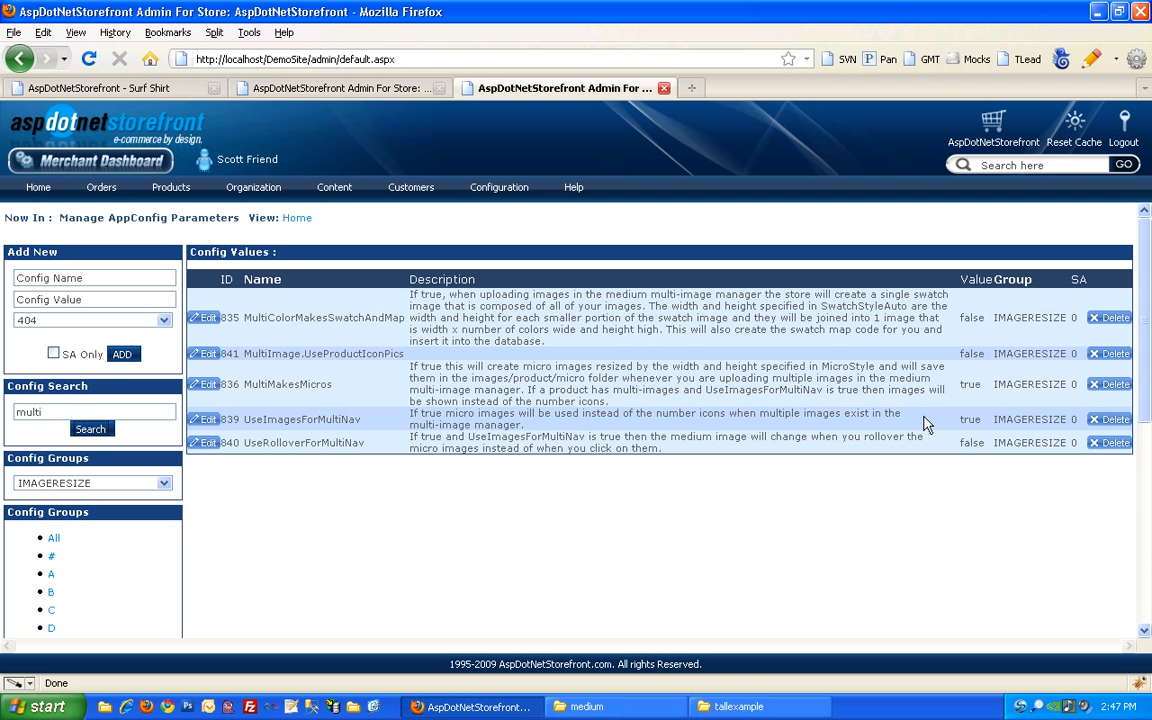 AspDotNetStorefront Admin For Store: AspDotNetStorefront - Mozilla Firefox
File Edit View History Bookmarks Split Tools Help
http://localhost/DemoSite/admin/default.aspx
SVN Pan GMT Mocks TLead
AspDotNetStorefront - Surf Shirt
AspDotNetStorefront Admin For Store: ...
AspDotNetStorefront Admin For ...
aspdotnetstorefront
e-commerce by design.
Merchant Dashboard
Scott Friend
AspDotNetStorefront Reset Cache Logout
Search here GO
Home Orders Products Organization Content Customers Configuration Help
Now In : Manage AppConfig Parameters View: Home
Add New
Config Name
Config Value
404
SA Only ADD
Config Search
multi
Search
Config Groups
IMAGERESIZE
Config Groups
All
#
A
B
C
D
Config Values :
ID Name Description Value Group SA
If true, when uploading images in the medium multi-image manager the store will create a single swatch
image that is composed of all of your images. The width and height specified in SwatchStyleAuto are the
Edit 835 MultiColorMakesSwatchAndMap width and height for each smaller portion of the swatch image and they will be joined into 1 image that false IMAGERESIZE 0 Delete
is width x number of colors wide and height high. This will also create the swatch map code for you and
insert it into the database.
Edit 841 MultiImage.UseProductIconPics false IMAGERESIZE 0 Delete
If true this will create micro images resized by the width and height specified in MicroStyle and will save
them in the images/product/micro folder whenever you are uploading multiple images in the medium
Edit 836 MultiMakesMicros multi-image manager. If a product has multi-images and UseImagesForMultiNav is true then images will true IMAGERESIZE 0 Delete
be shown instead of the number icons.
If true micro images will be used instead of the number icons when multiple images exist in the
Edit 839 UseImagesForMultiNav multi-image manager. true IMAGERESIZE 0 Delete
If true and UseImagesForMultiNav is true then the medium image will change when you rollover the
Edit 840 UseRolloverForMultiNav micro images instead of when you click on them. false IMAGERESIZE 0 Delete
1995-2009 AspDotNetStorefront.com. All rights Reserved.
Done
start
AspDotNetStorefront...
medium
tallexample
2:47 PM